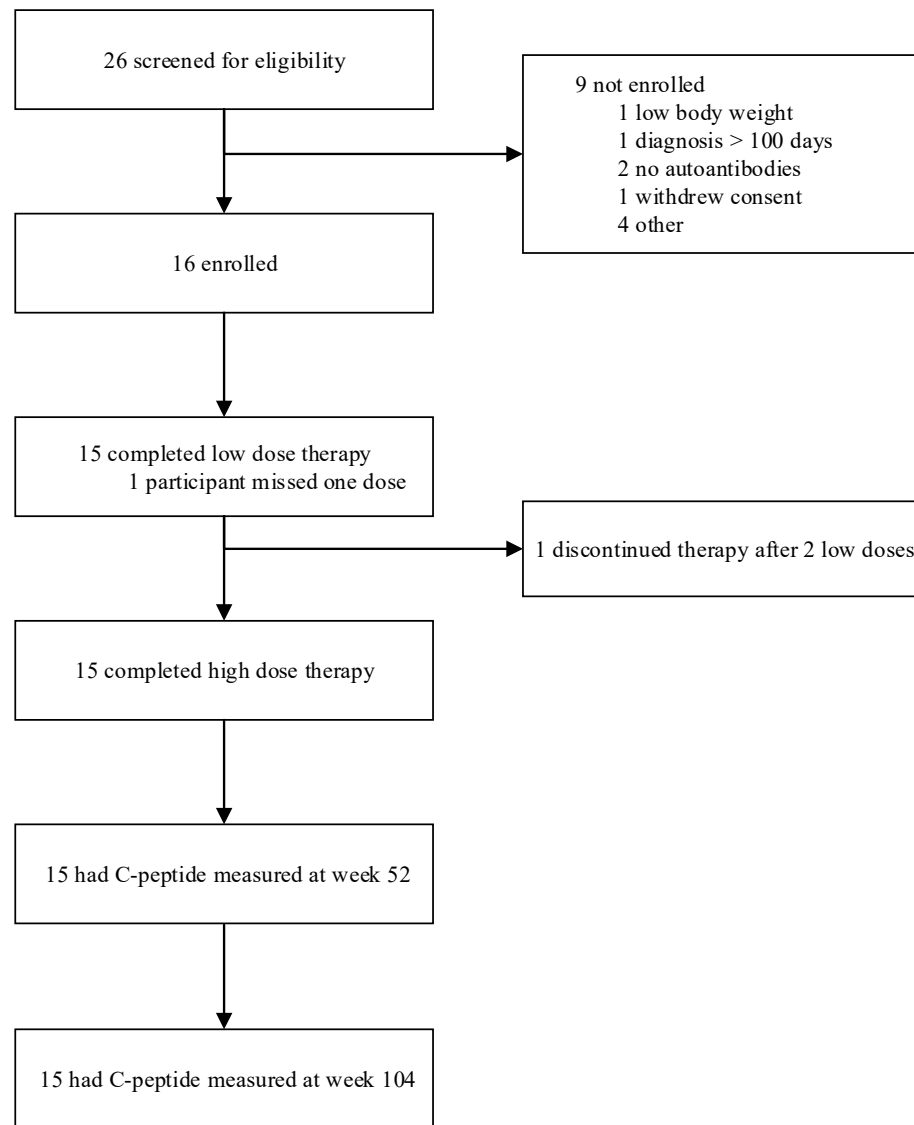 26 screened for eligibility
9 not enrolled
1 low body weight
1 diagnosis > 100 days
2 no autoantibodies
1 withdrew consent
4 other
16 enrolled
15 completed low dose therapy
1 participant missed one dose
1 discontinued therapy after 2 low doses
15 completed high dose therapy
15 had C-peptide measured at week 52
15 had C-peptide measured at week 104